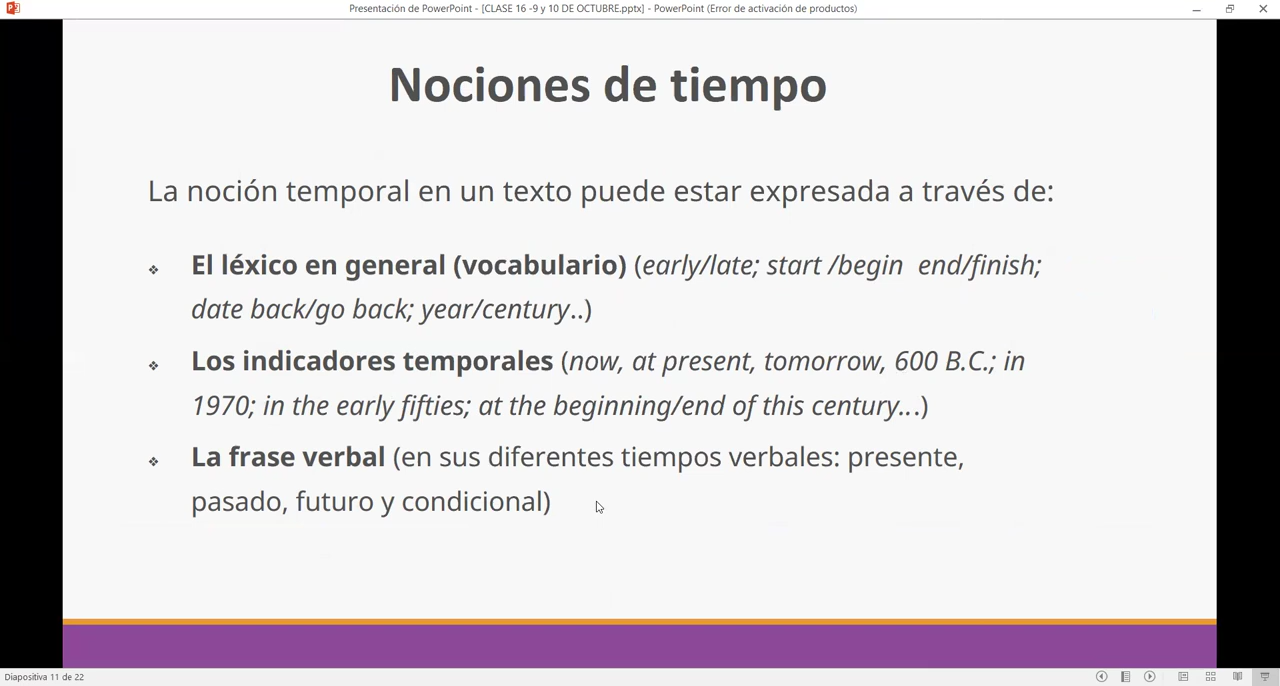 Presentación de PowerPoint - [CLASE 16 -9 y 10 DE OCTUBRE.pptx] - PowerPoint (Error de activación de productos)
Nociones de tiempo
La noción temporal en un texto puede estar expresada a través de:
❖ El léxico en general (vocabulario) (early/late; start /begin end/finish;
date back/go back; year/century..)
❖ Los indicadores temporales (now, at present, tomorrow, 600 B.C.; in
1970; in the early fifties; at the beginning/end of this century...)
❖ La frase verbal (en sus diferentes tiempos verbales: presente,
pasado, futuro y condicional)
Diapositiva 11 de 22